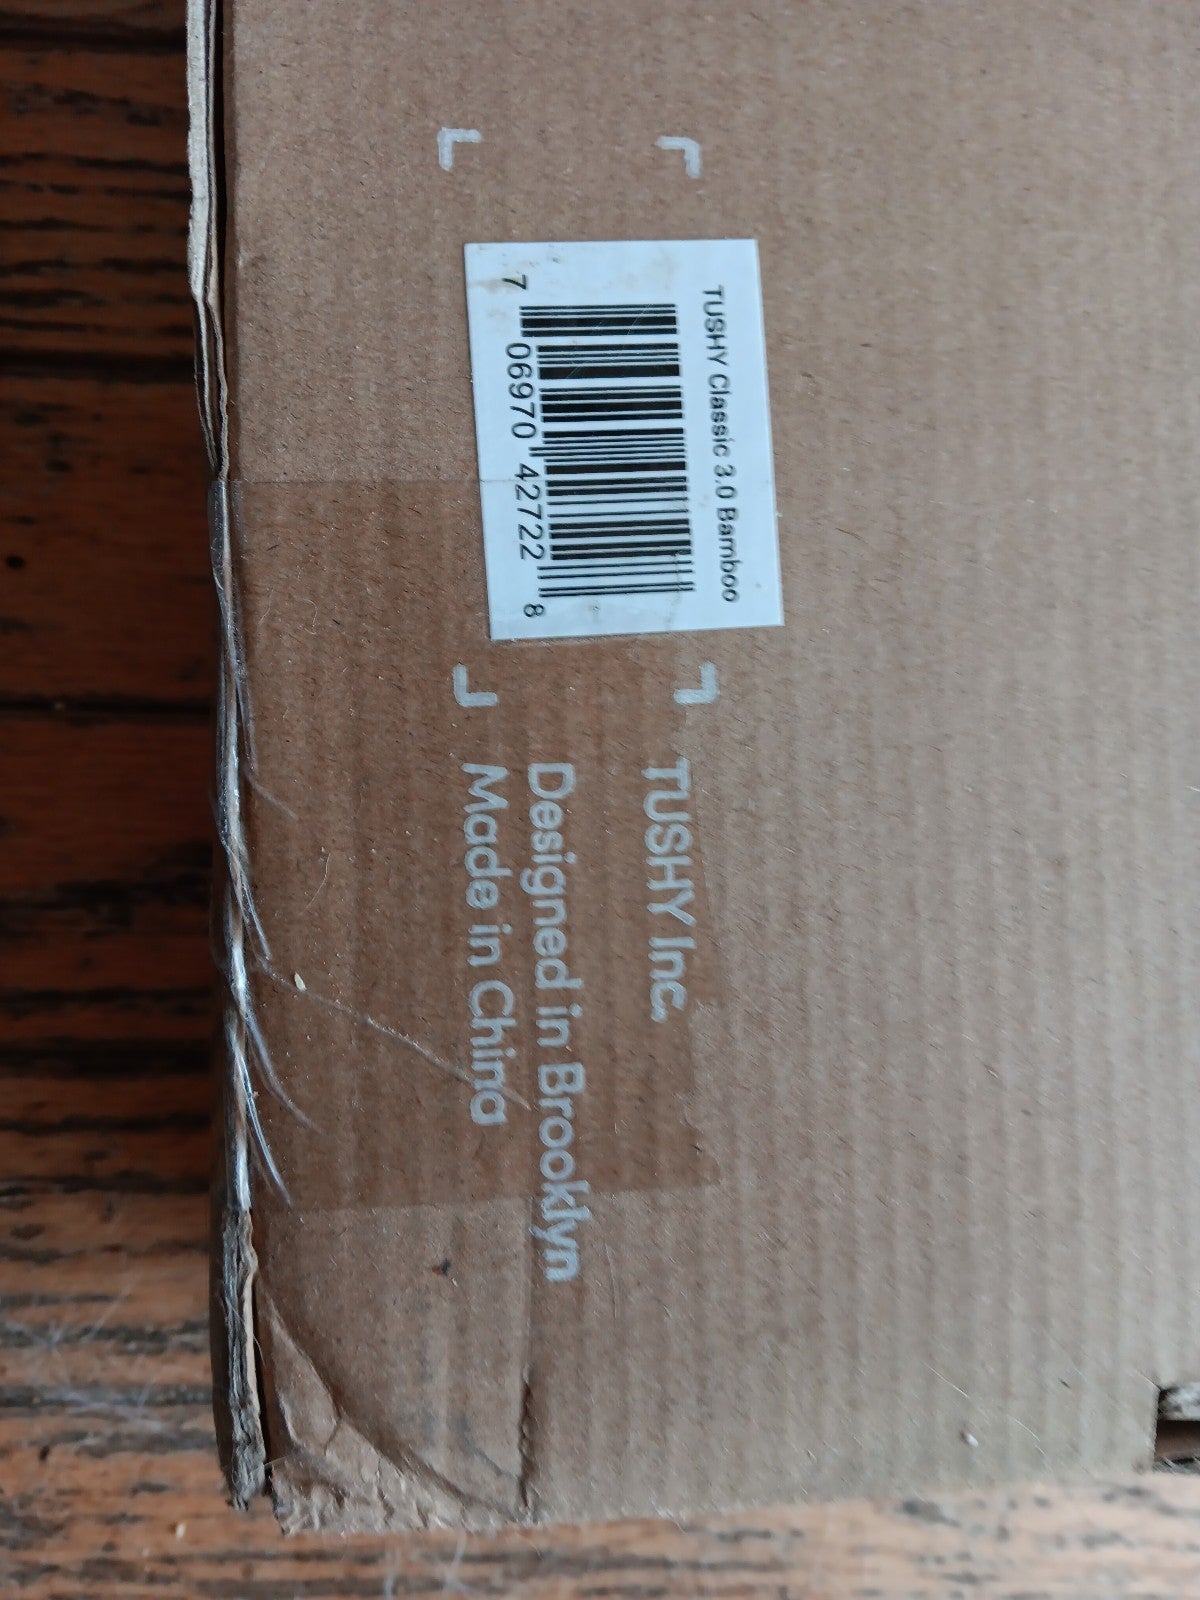 TUSHY Classic 3.0 Bamboo
7 06970 42722 8
TUSHY Inc.
Designed in Brooklyn
Made in China